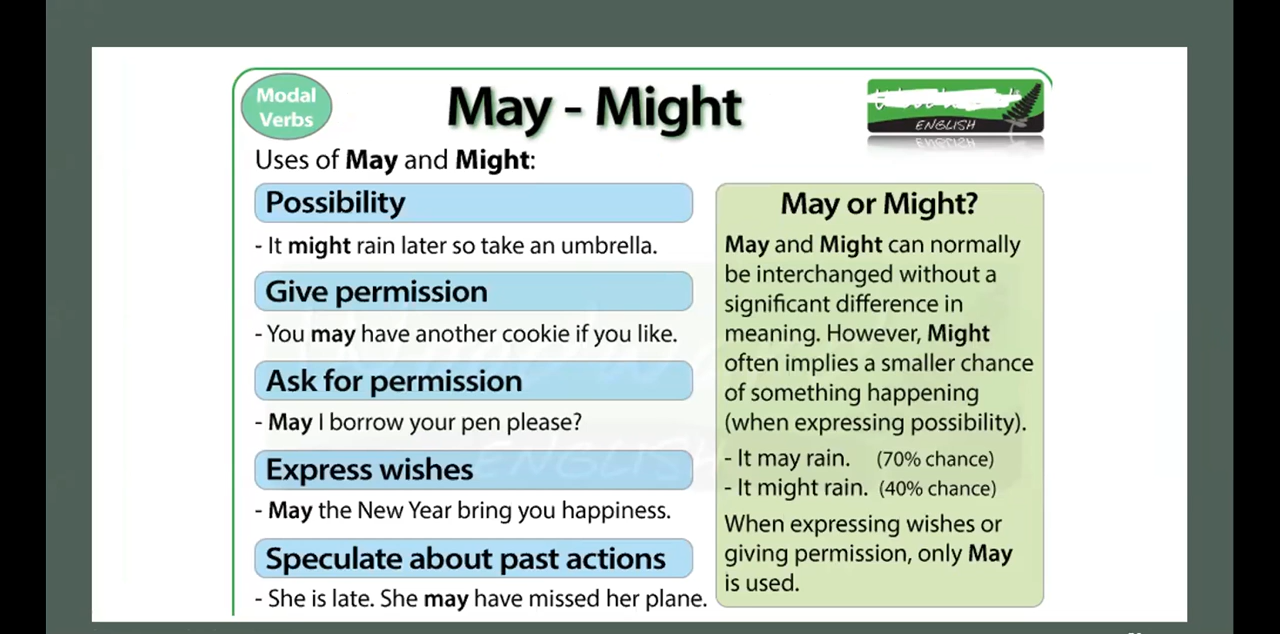 Modal
Verbs
May - Might
ENGLISH
Uses of May and Might:
Possibility
- It might rain later so take an umbrella.
Give permission
- You may have another cookie if you like.
Ask for permission
- May I borrow your pen please?
Express wishes
- May the New Year bring you happiness.
Speculate about past actions
- She is late. She may have missed her plane.
May or Might?
May and Might can normally
be interchanged without a
significant difference in
meaning. However, Might
often implies a smaller chance
of something happening
(when expressing possibility).
- It may rain. (70% chance)
- It might rain. (40% chance)
When expressing wishes or
giving permission, only May
is used.